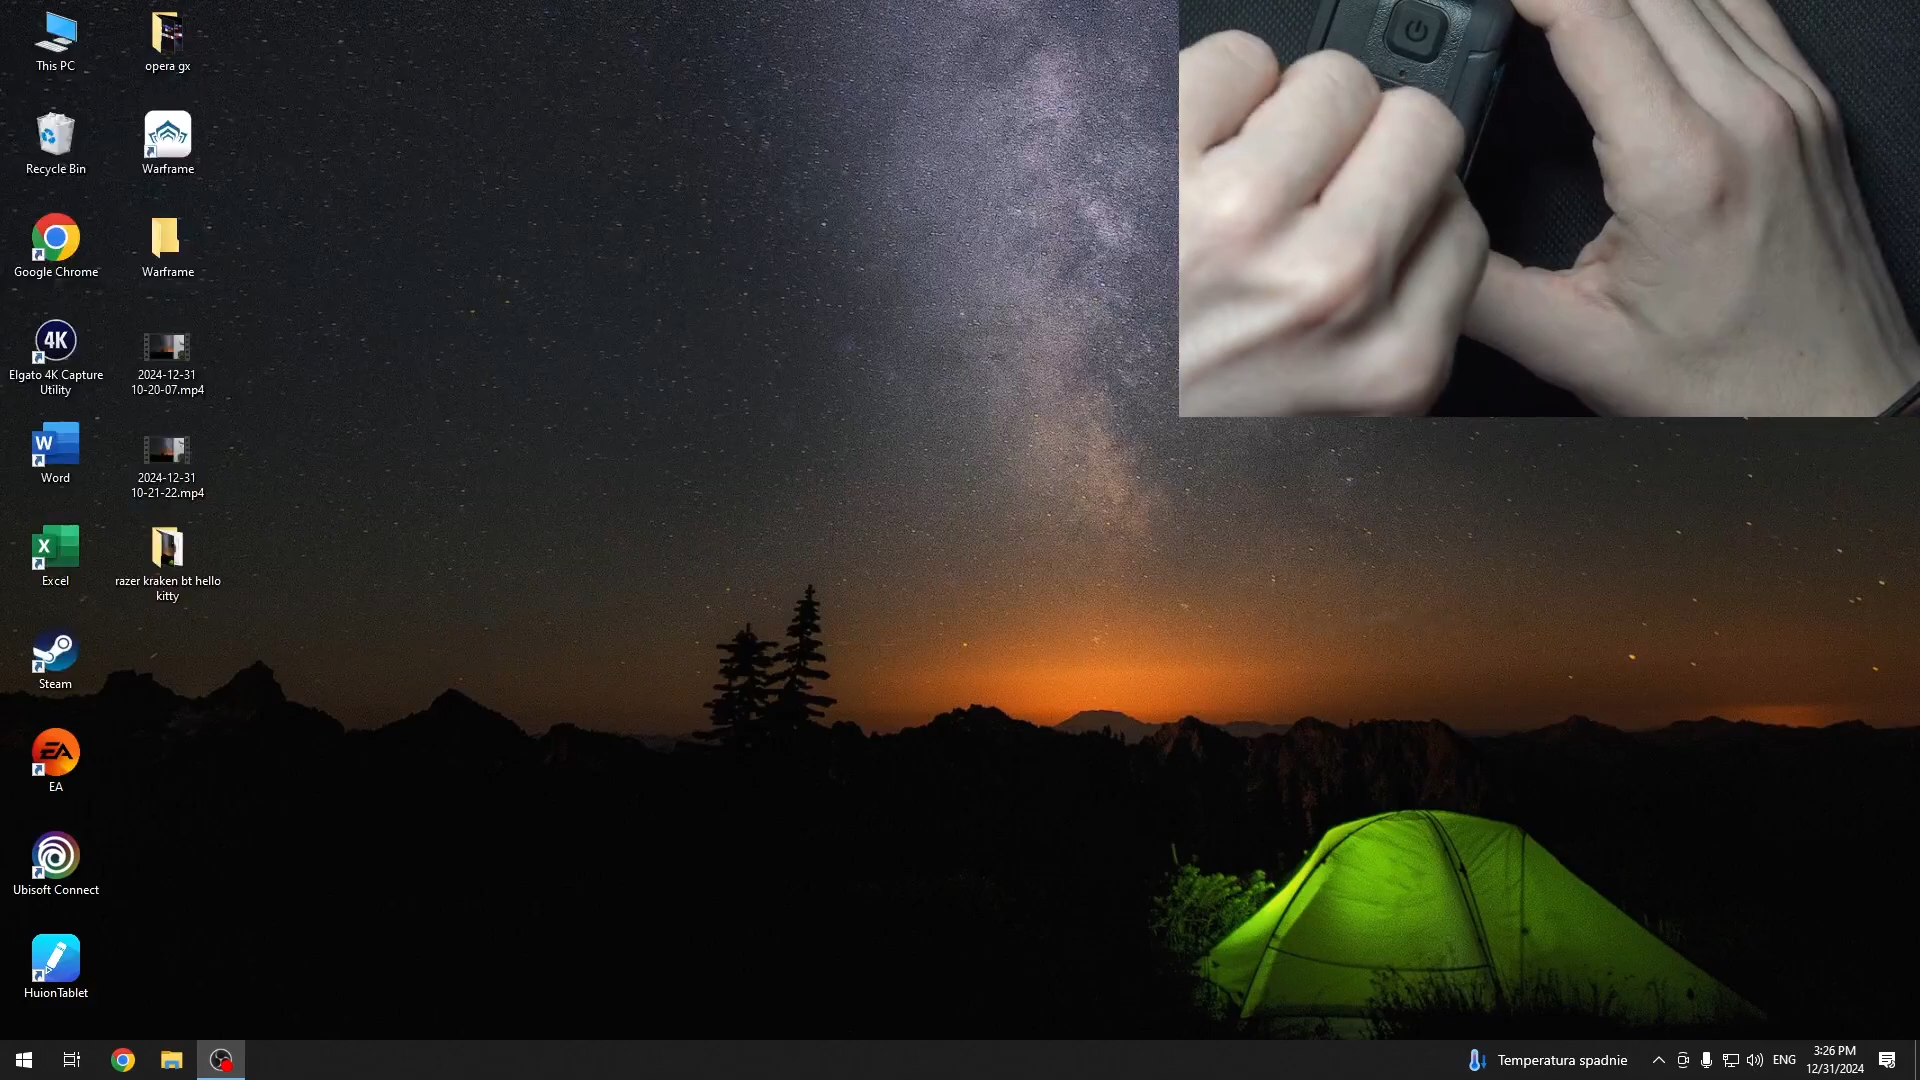 This PC
opera gx
Recycle Bin
Warframe
Google Chrome
Warframe
4K
Elgato 4K Capture
Utility
2024-12-31
10-20-07.mp4
W
Word
2024-12-31
10-21-22.mp4
X
Excel
razer kraken bt hello
kitty
Steam
EA
EA
Ubisoft Connect
HuionTablet
Temperatura spadnie
ENG
3:26 PM
12/31/2024